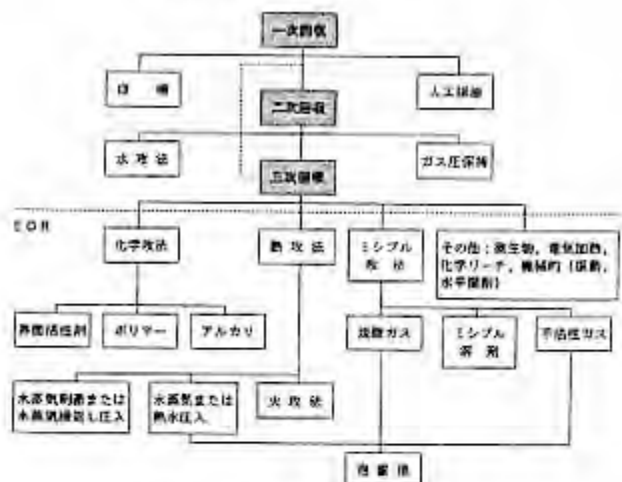 一次回収
自噴
人工採油
二次回収
水攻法
ガス圧保持
三次回収
EOR
化学攻法
熱攻法
ミシブル
攻法
その他：微生物，電気加熱，
化学リーチ，機械的（振動，
水平掘削）
界面活性剤
ポリマー
アルカリ
炭酸ガス
ミシブル
溶剤
不活性ガス
水蒸気刺激または
水蒸気繰返し圧入
水蒸気または
熱水圧入
火攻法